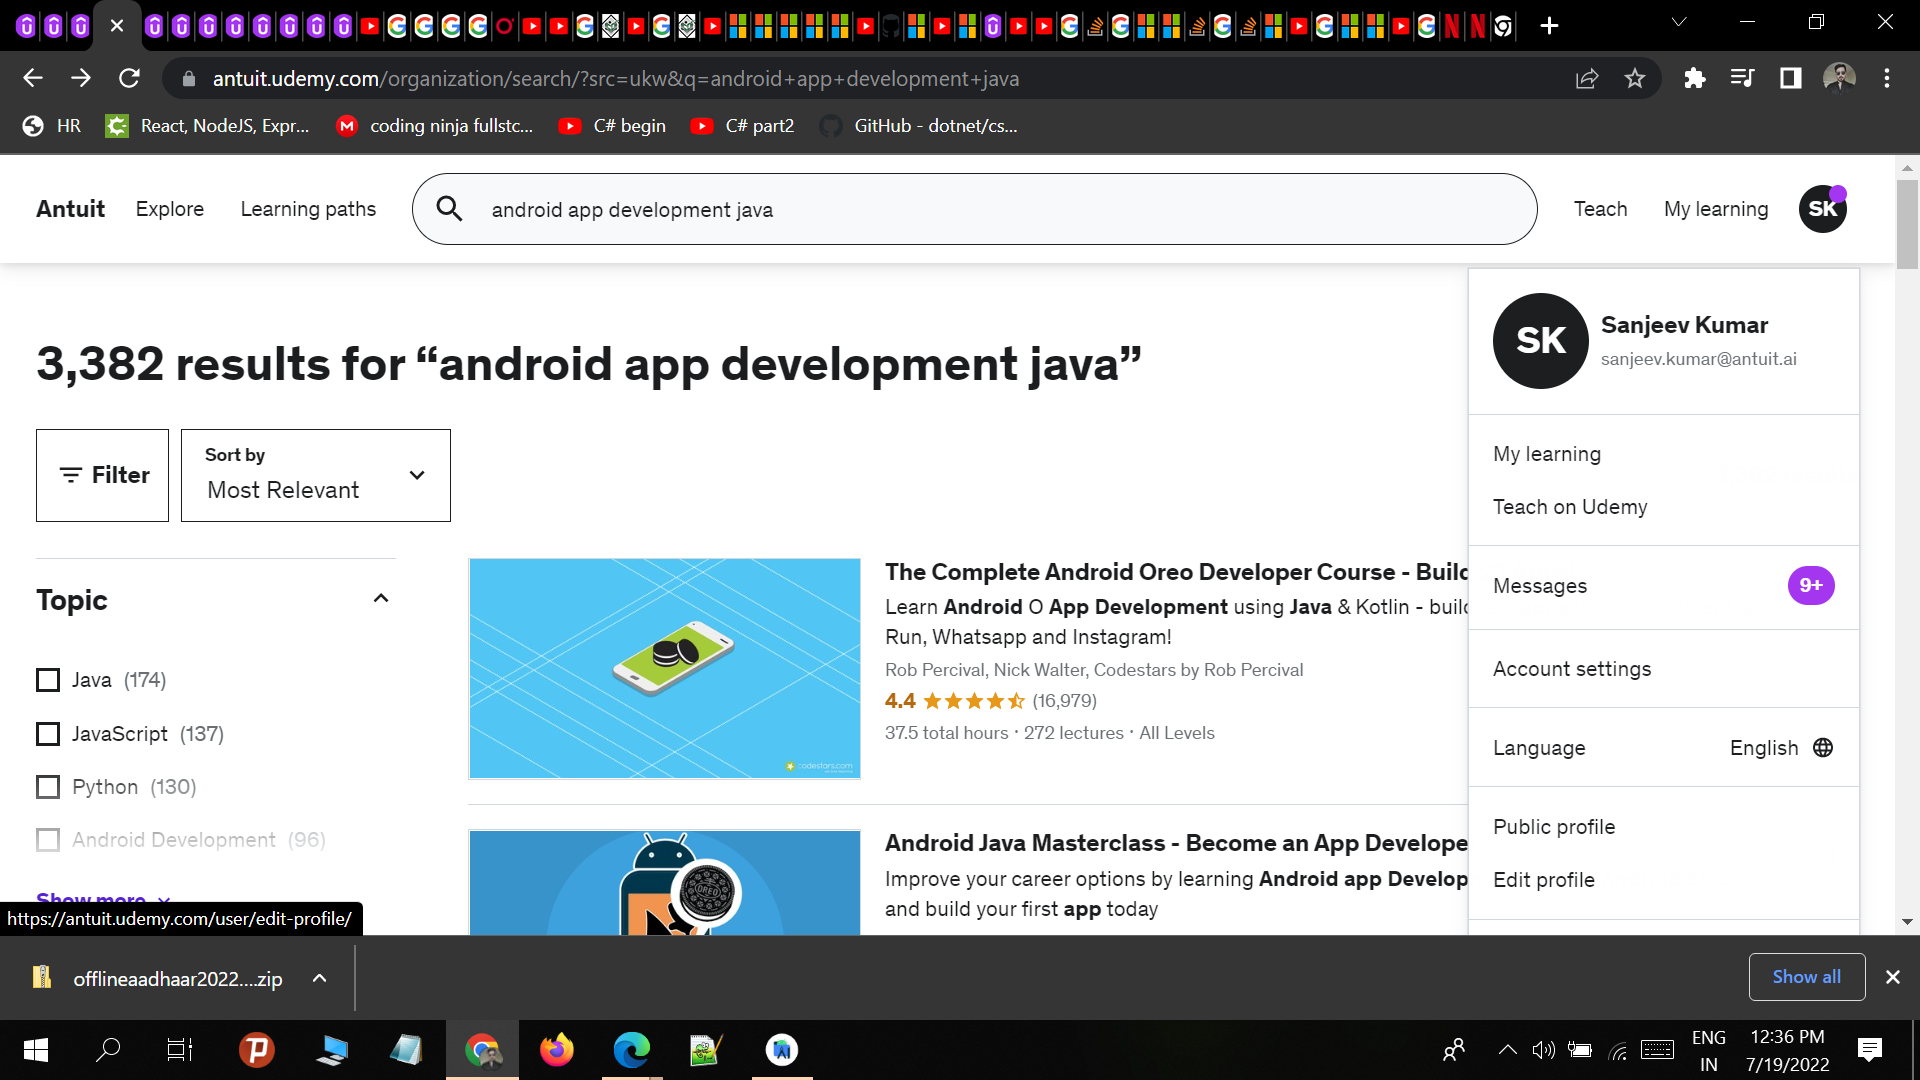 antuit.udemy.com/organization/search/?src=ukw&q=android+app+development+java
HR
React, NodeJS, Expr...
coding ninja fullstc...
C# begin
C# part2
GitHub - dotnet/cs...
Antuit
Explore
Learning paths
android app development java
Teach
My learning
SK
3,382 results for “android app development java”
Filter
Sort by
Most Relevant
Topic
Java (174)
JavaScript (137)
Python (130)
Android Development (96)
Show more
The Complete Android Oreo Developer Course - Build
Learn Android O App Development using Java & Kotlin - build
Run, Whatsapp and Instagram!
Rob Percival, Nick Walter, Codestars by Rob Percival
4.4 (16,979)
37.5 total hours · 272 lectures · All Levels
codestars.com
Android Java Masterclass - Become an App Develope
Improve your career options by learning Android app Develop
and build your first app today
OREO
SK
Sanjeev Kumar
sanjeev.kumar@antuit.ai
My learning
Teach on Udemy
Messages 9+
Account settings
Language English
Public profile
Edit profile
https://antuit.udemy.com/user/edit-profile/
offlineaadhaar2022....zip
Show all
ENG
IN
12:36 PM
7/19/2022